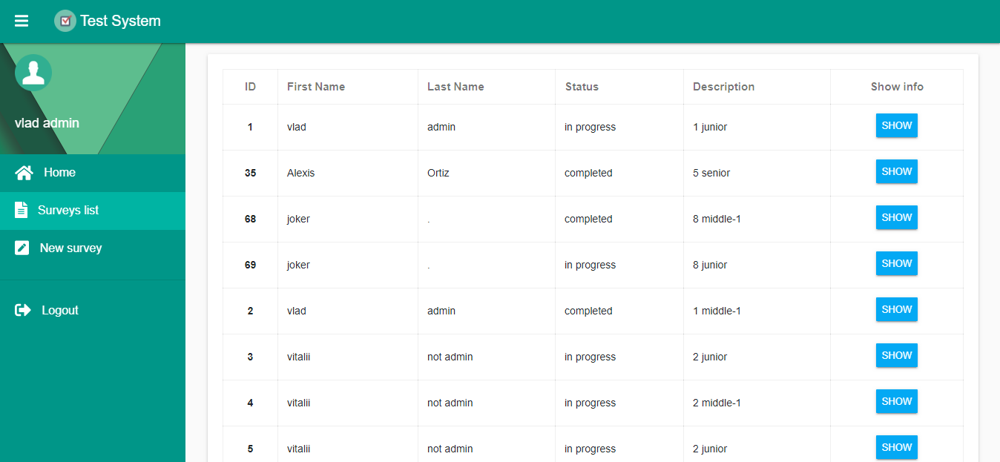 Test System
vlad admin
Home
Surveys list
New survey
Logout
ID First Name Last Name Status Description Show info
1 vlad admin in progress 1 junior SHOW
35 Alexis Ortiz completed 5 senior SHOW
68 joker . completed 8 middle-1 SHOW
69 joker . in progress 8 junior SHOW
2 vlad admin completed 1 middle-1 SHOW
3 vitalii not admin in progress 2 junior SHOW
4 vitalii not admin in progress 2 middle-1 SHOW
5 vitalii not admin in progress 2 junior SHOW